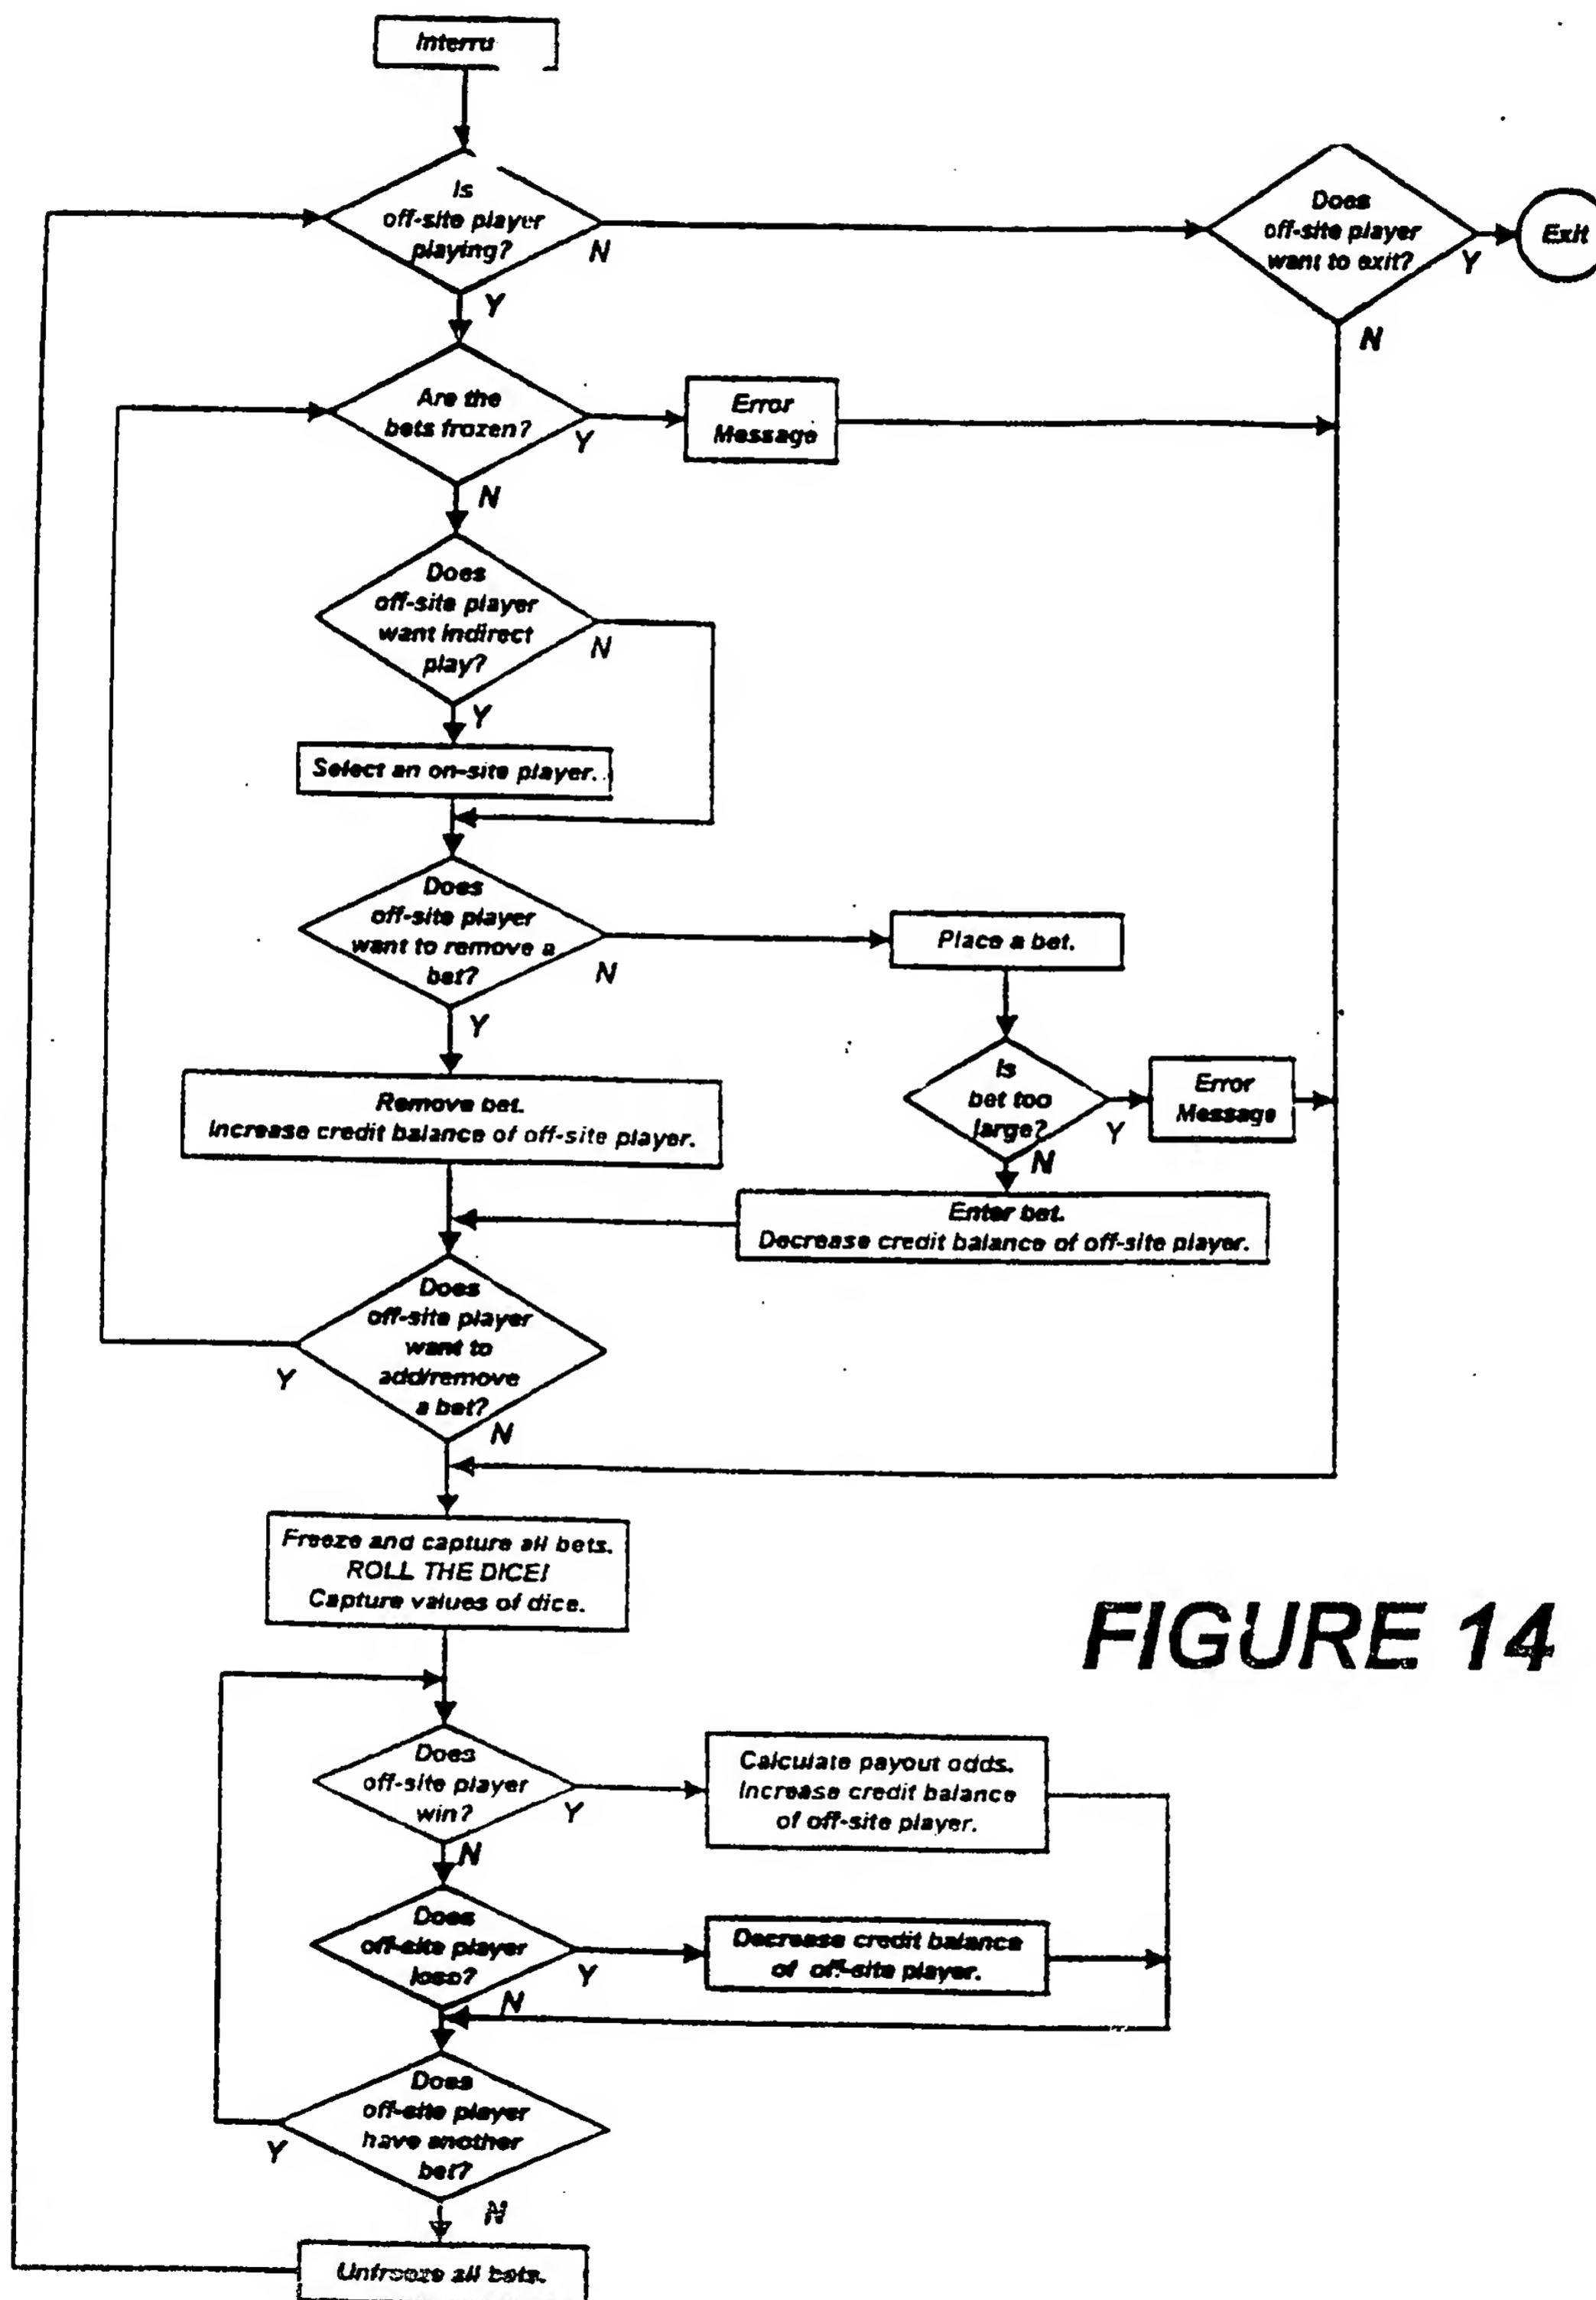 Interru
Is
off-site player
playing?
N
Y
Does
off-site player
want to exit?
Y
Exit
N
Are the
bets frozen?
Y
Error
Message
N
Does
off-site player
want indirect
play?
N
Y
Select an on-site player.
Does
off-site player
want to remove a
bet?
N
Place a bet.
Y
Is
bet too
large?
Y
Error
Message
N
Remove bet.
Increase credit balance of off-site player.
Enter bet.
Decrease credit balance of off-site player.
Does
off-site player
want to
add/remove
a bet?
Y
N
Freeze and capture all bets.
ROLL THE DICE!
Capture values of dice.
FIGURE 14
Does
off-site player
win?
Y
Calculate payout odds.
Increase credit balance
of off-site player.
N
Does
off-site player
lose?
Y
Decrease credit balance
of off-site player.
N
Does
off-site player
have another
bet?
Y
N
Unfreeze all bets.